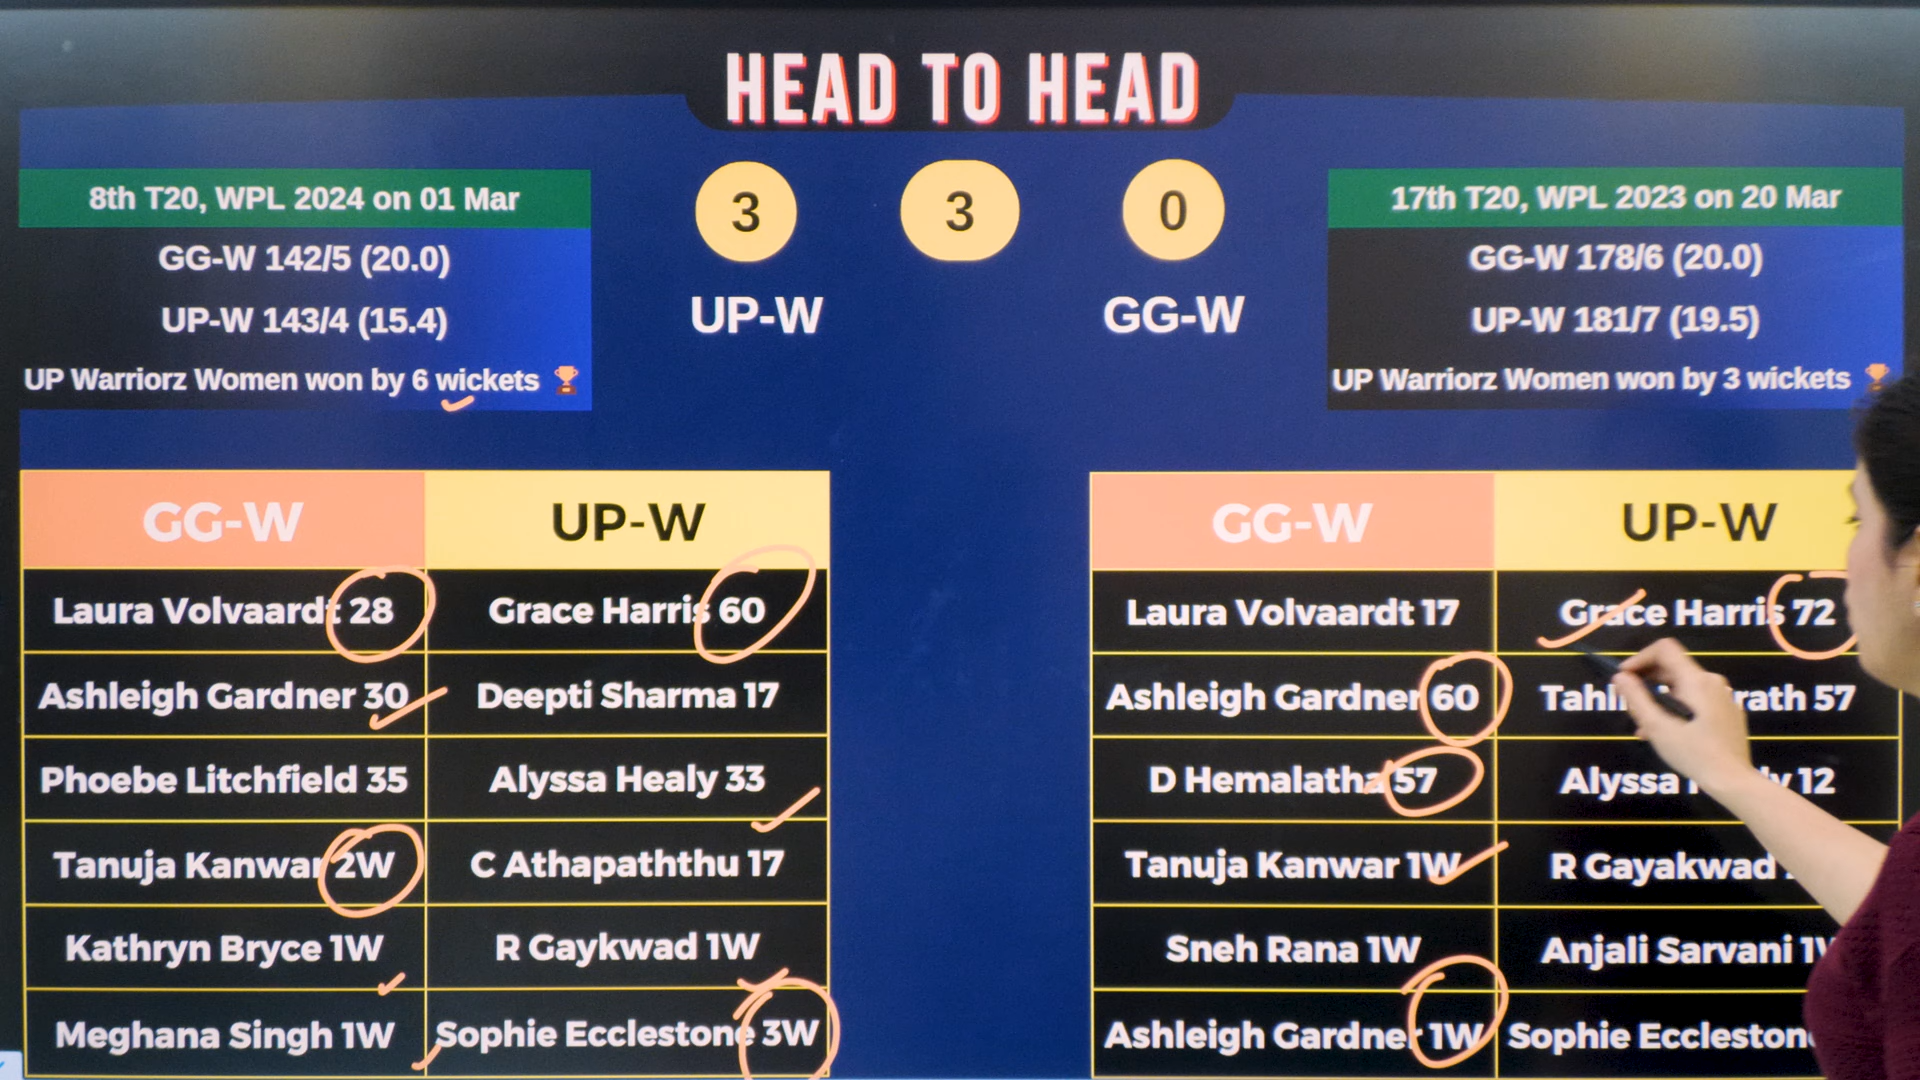 HEAD TO HEAD
8th T20, WPL 2024 on 01 Mar
GG-W 142/5 (20.0)
UP-W 143/4 (15.4)
UP Warriorz Women won by 6 wickets
3 3 0
UP-W GG-W
17th T20, WPL 2023 on 20 Mar
GG-W 178/6 (20.0)
UP-W 181/7 (19.5)
UP Warriorz Women won by 3 wickets
GG-W UP-W
Laura Volvaardt 28 Grace Harris 60
Ashleigh Gardner 30 Deepti Sharma 17
Phoebe Litchfield 35 Alyssa Healy 33
Tanuja Kanwar 2W C Athapaththu 17
Kathryn Bryce 1W R Gaykwad 1W
Meghana Singh 1W Sophie Ecclestone 3W
GG-W UP-W
Laura Volvaardt 17 Grace Harris 72
Ashleigh Gardner 60 57
D Hemalatha 57 Alyssa 12
Tanuja Kanwar 1W R Gayakwad
Sneh Rana 1W Anjali Sarvani
Ashleigh Gardner 1W Sophie